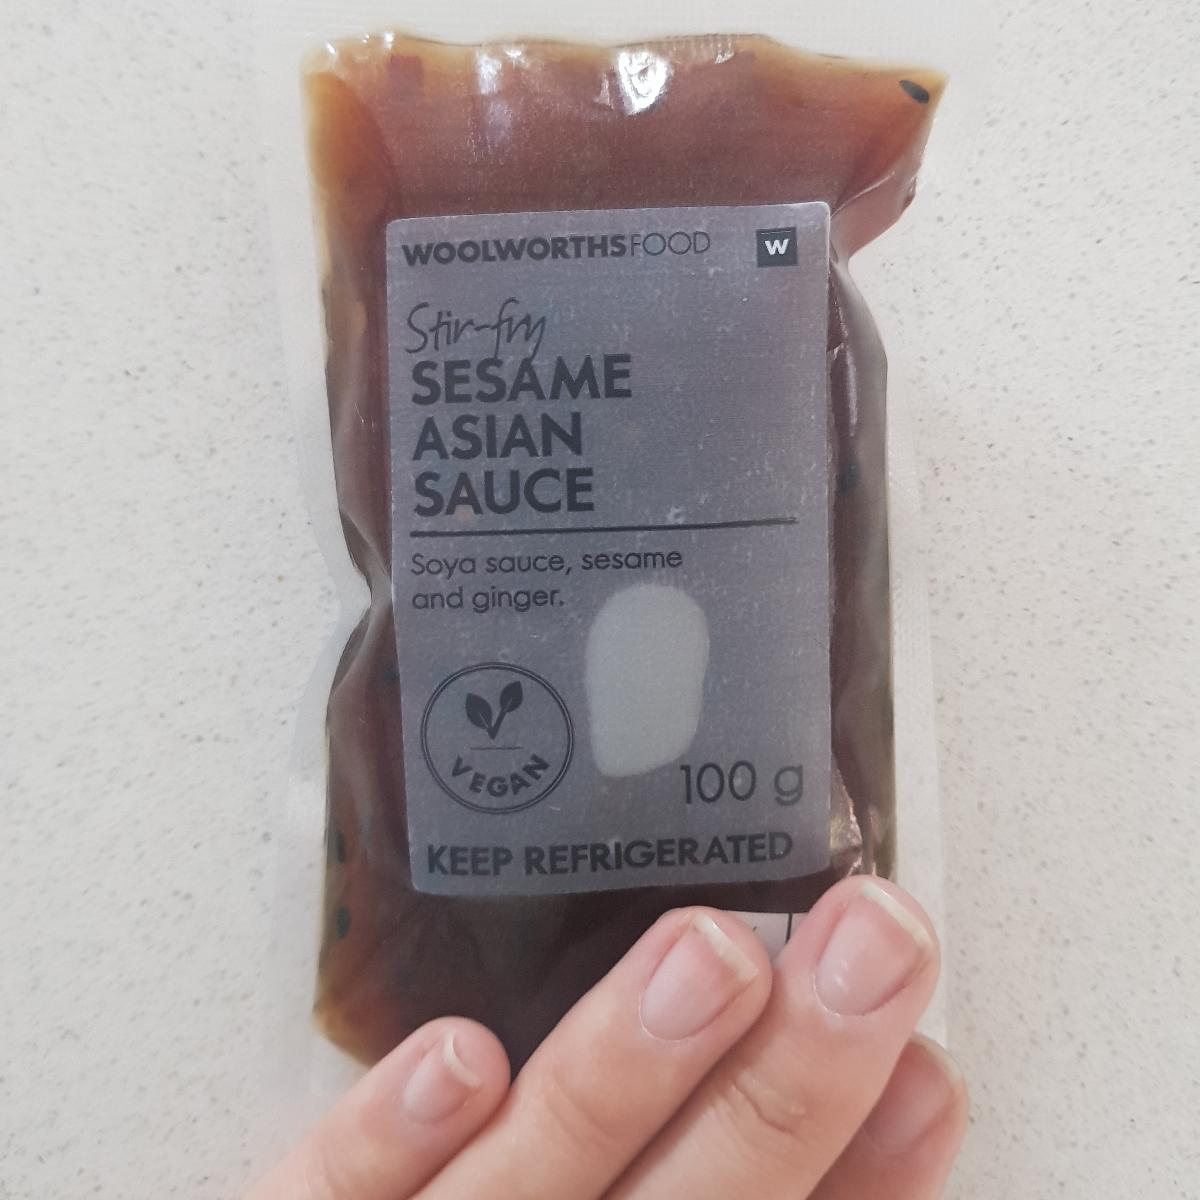 WOOLWORTHSFOOD W
Stir-fry
SESAME
ASIAN
SAUCE
Soya sauce, sesame
and ginger.
VEGAN
100 g
KEEP REFRIGERATED